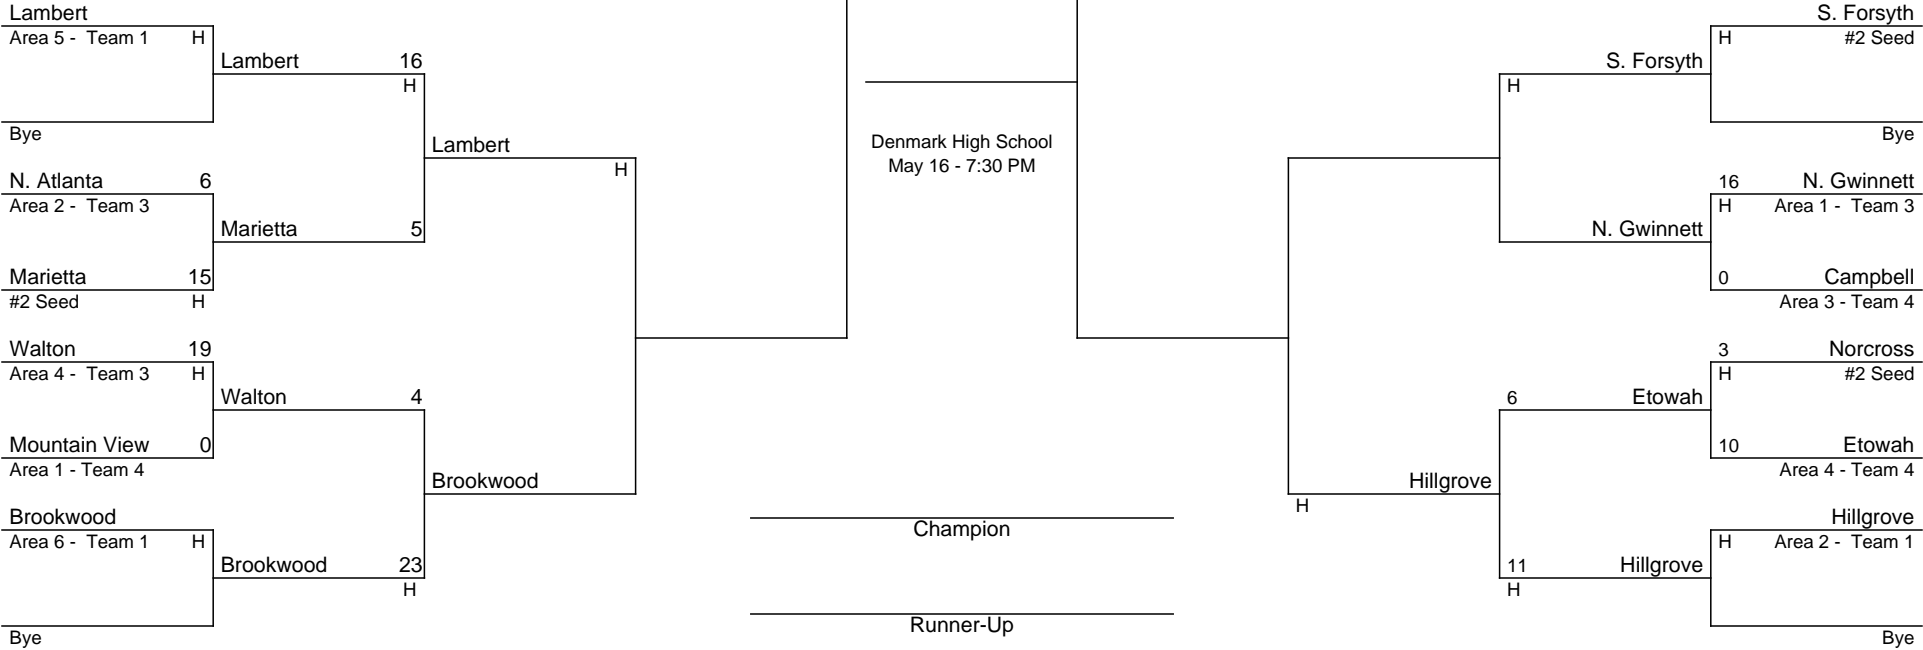 Lambert
Area 5 - Team 1 H
Lambert 16
H
Bye
Lambert
H
N. Atlanta 6
Area 2 - Team 3
Marietta 5
Marietta 15
#2 Seed H
Walton 19
Area 4 - Team 3 H
Walton 4
Mountain View 0
Area 1 - Team 4
Brookwood
Brookwood
Area 6 - Team 1 H
Brookwood 23
H
Bye
Denmark High School
May 16 - 7:30 PM
Champion
Runner-Up
S. Forsyth
H #2 Seed
S. Forsyth
H
Bye
16 N. Gwinnett
H Area 1 - Team 3
N. Gwinnett
0 Campbell
Area 3 - Team 4
3 Norcross
H #2 Seed
6 Etowah
10 Etowah
Area 4 - Team 4
Hillgrove
H
Hillgrove
H Area 2 - Team 1
11 Hillgrove
H
Bye